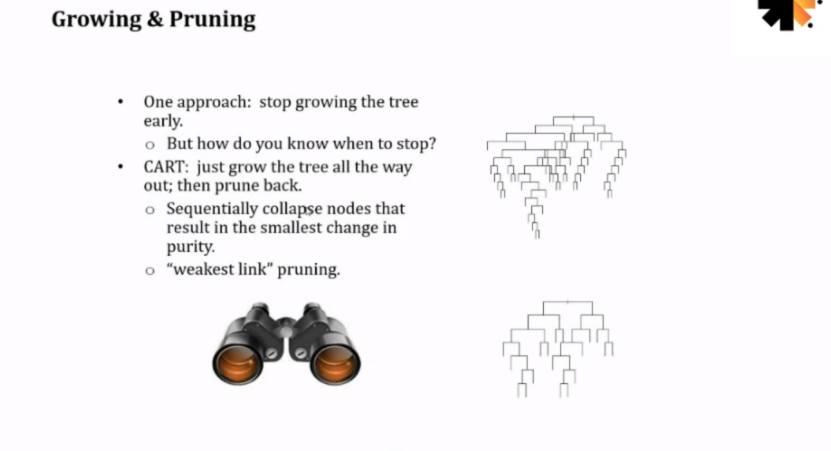 Growing & Pruning
• One approach: stop growing the tree
early.
o But how do you know when to stop?
• CART: just grow the tree all the way
out; then prune back.
o Sequentially collapse nodes that
result in the smallest change in
purity.
o “weakest link” pruning.